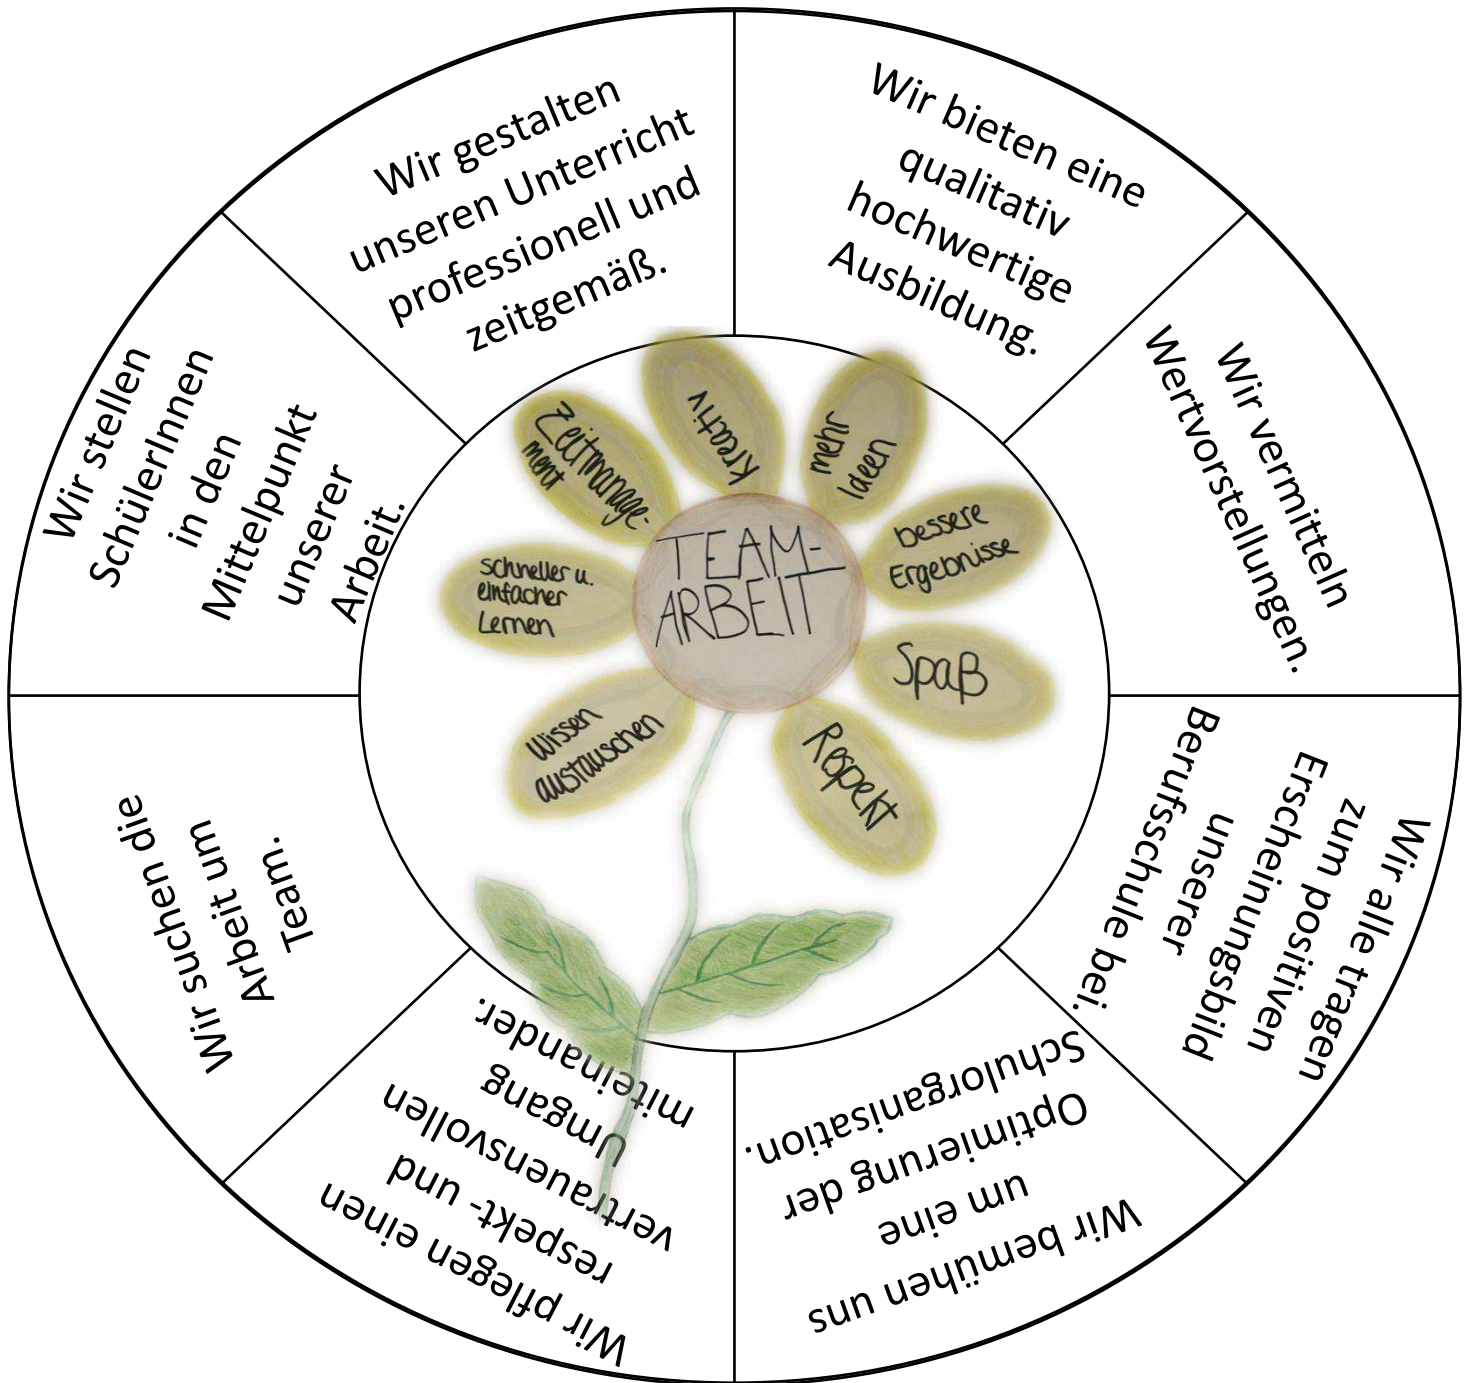 Wir gestalten
unseren Unterricht
professionell und
zeitgemäß.
Wir bieten eine
qualitativ
hochwertige
Ausbildung.
Wir vermitteln
Wertvorstellungen.
Wir alle tragen
zum positiven
Erscheinungsbild
unserer
Berufsschule bei.
Wir bemühen uns
um eine
Optimierung der
Schulorganisation.
Wir pflegen einen
respekt- und
vertrauensvollen
Umgang
miteinander.
Wir suchen die
Arbeit um
Team.
Wir stellen
SchülerInnen
in den
Mittelpunkt
unserer
Arbeit.
TEAM-
ARBEIT
Kreativ
mehr
Ideen
bessere
Ergebnisse
Spaß
Respekt
Wissen
austauschen
schneller u.
einfacher
Lernen
Zeitmanage-
ment